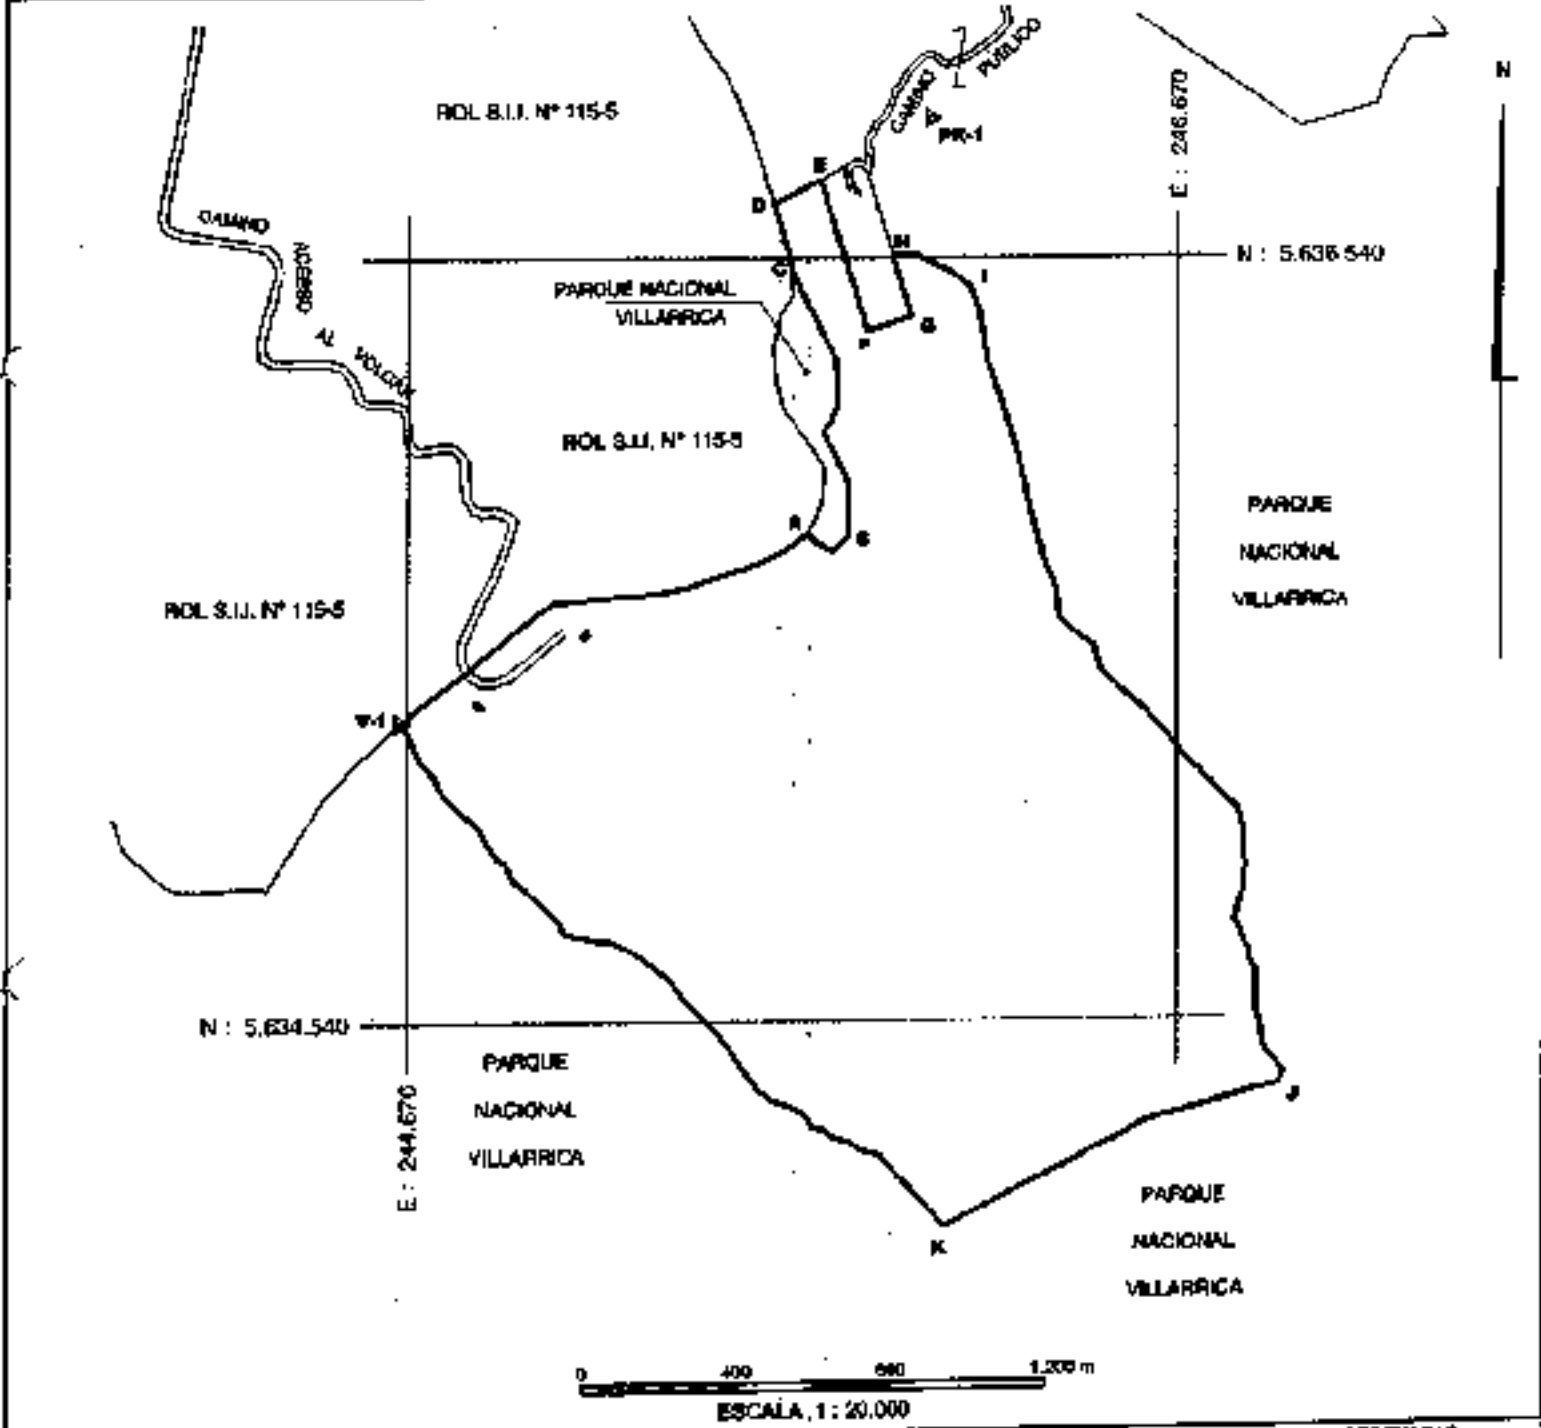 ROL S.I.I. N° 115-5
CAMINO
PUBLICO
A
PR-1
E : 246.670
N
E
D
CAMINO
ACCESO
AL VOLCAN
H
N : 5.636.540
C
I
PARQUE NACIONAL
VILLARRICA
G
F
ROL S.I.I. N° 115-5
PARQUE
NACIONAL
VILLARRICA
A
B
ROL S.I.I. N° 115-5
V-1
N : 5.634.540
PARQUE
NACIONAL
VILLARRICA
E : 244.670
J
K
PARQUE
NACIONAL
VILLARRICA
0 400 800 1.200 m
ESCALA, 1 : 20.000